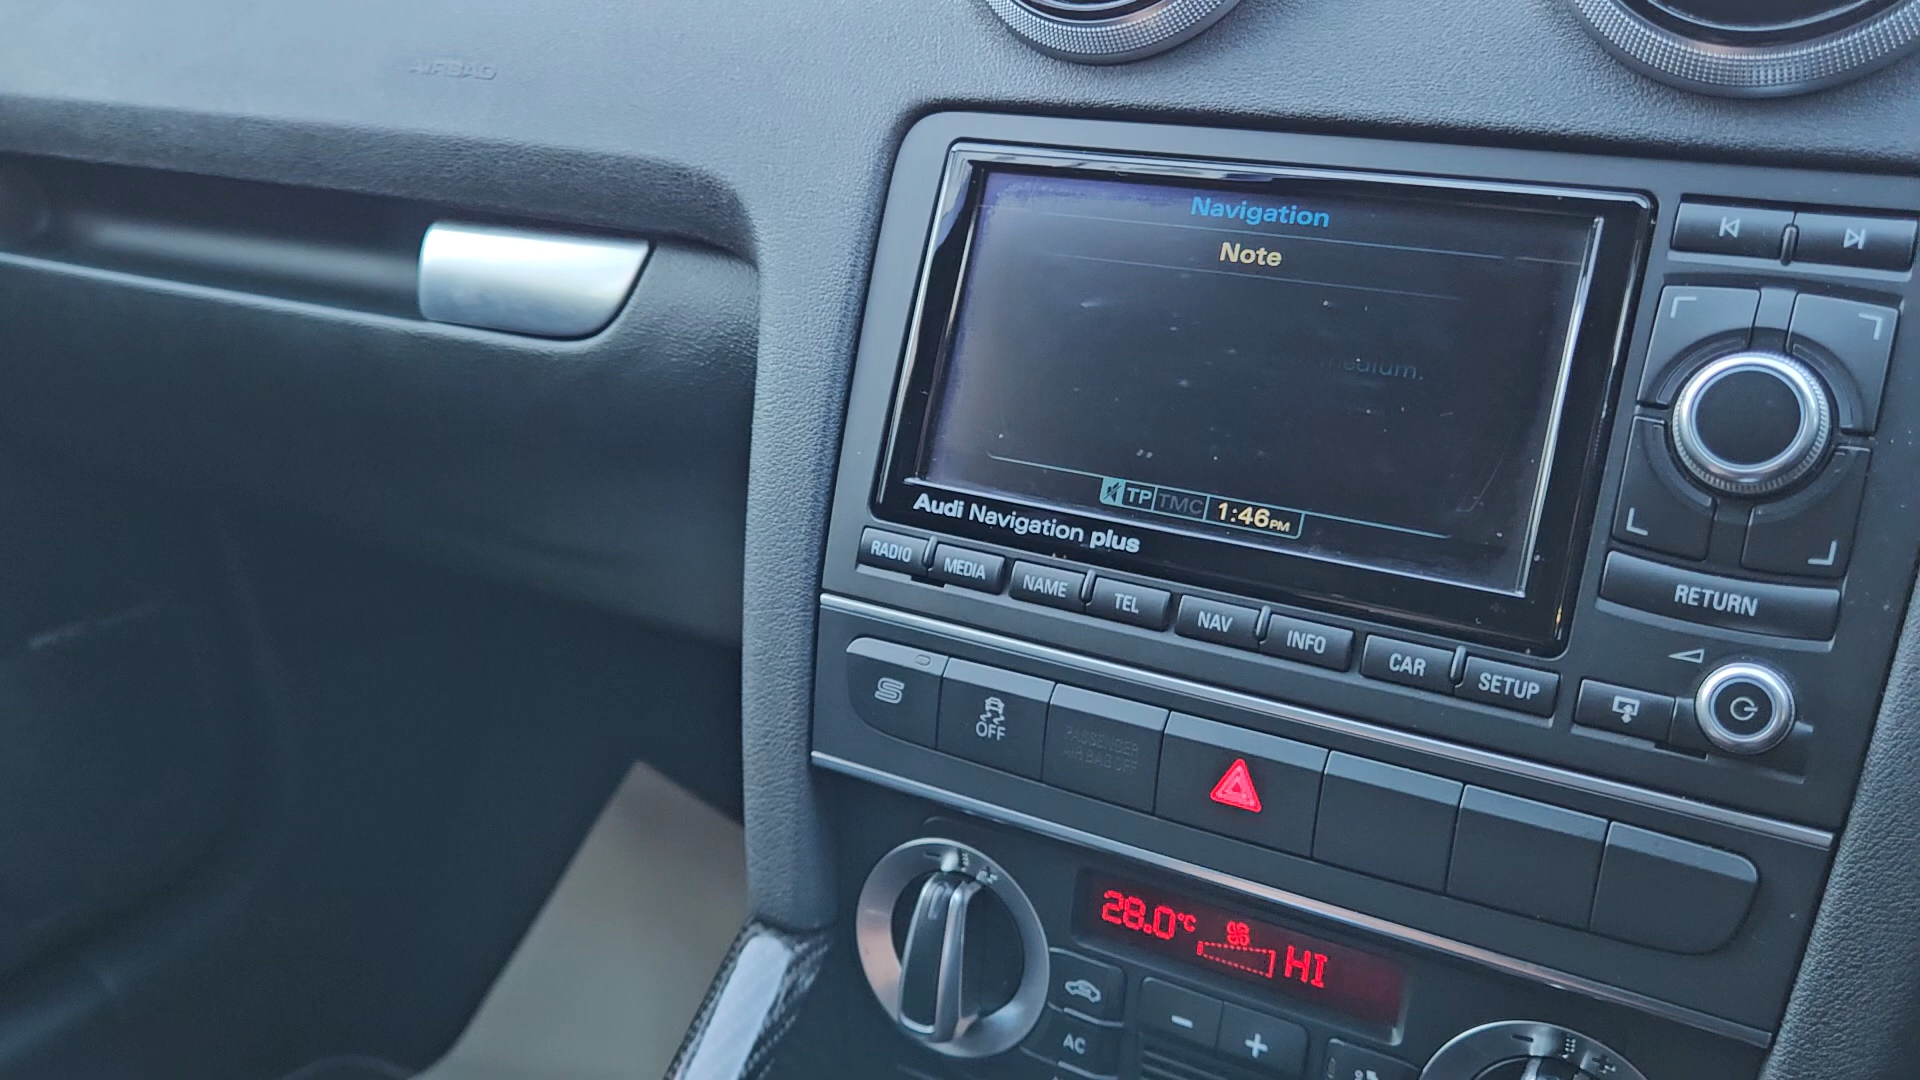 AIRBAG
Navigation
Note
medium.
TP TMC 1:46PM
Audi Navigation plus
RADIO MEDIA NAME TEL NAV INFO CAR SETUP
RETURN
S
OFF
PASSENGER
AIR BAG OFF
28.0°C HI
AC